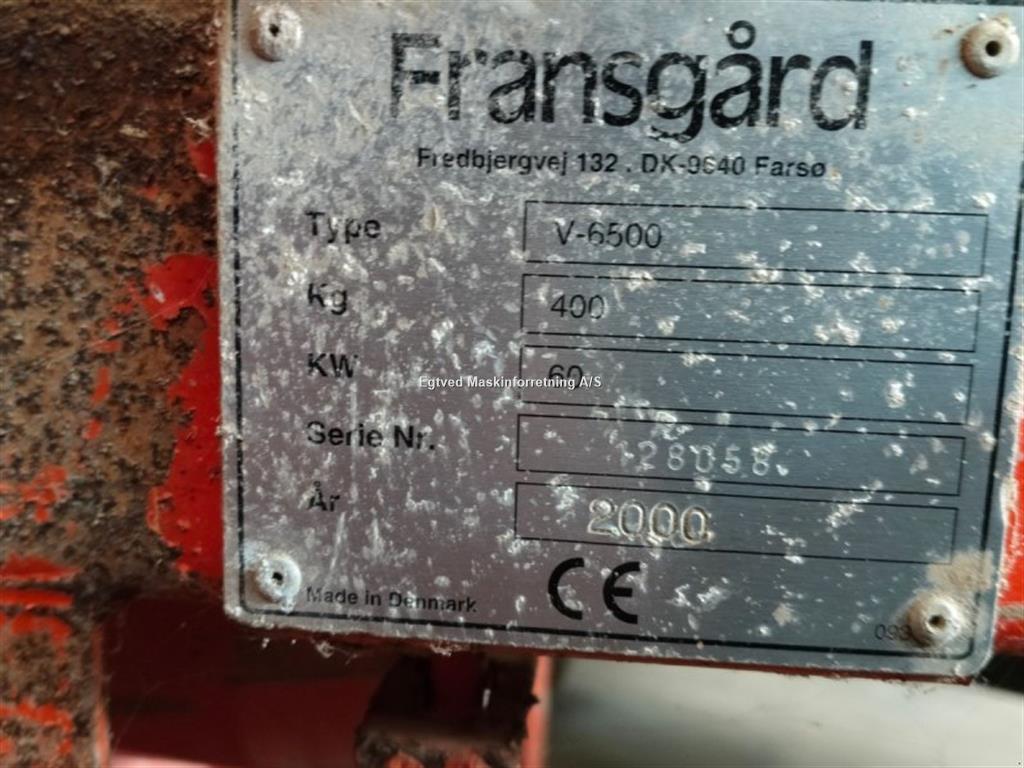 Fransgård
Fredbjergvej 132 . DK-9640 Farsø
Type V-6500
Kg 400
KW 60
Egtved Maskinforretning A/S
Serie Nr. 28058
År 2000
Made in Denmark CE